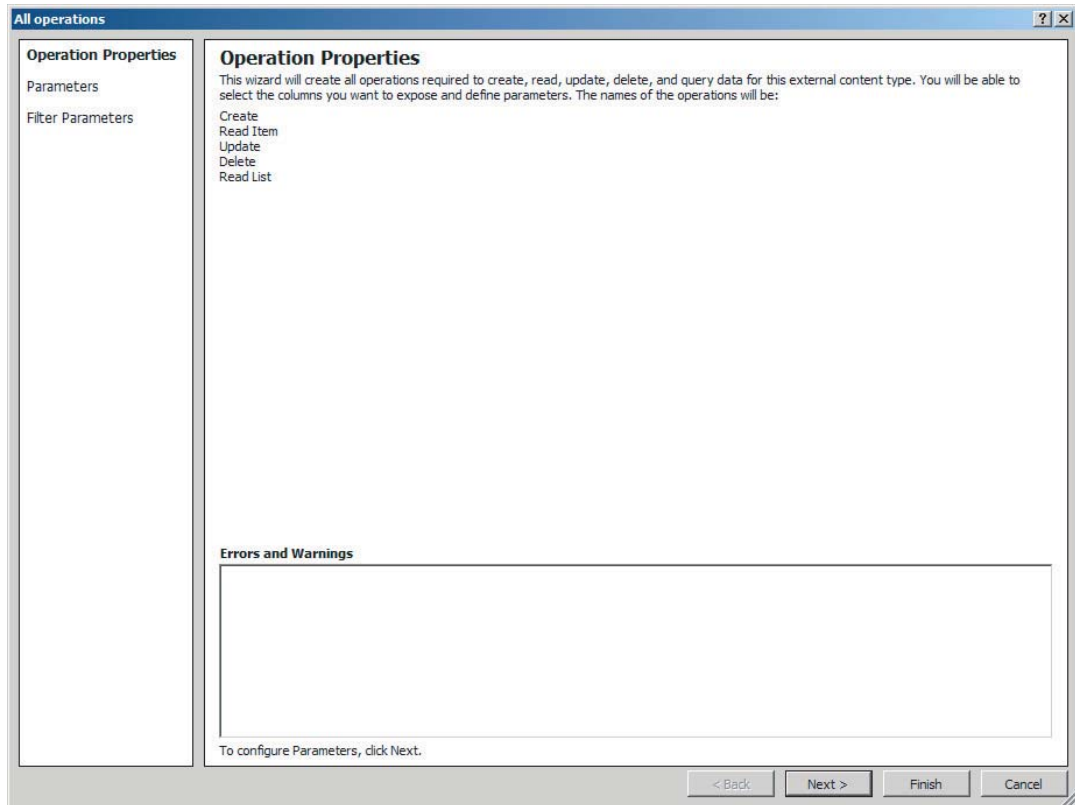 All operations
? X
Operation Properties
Parameters
Filter Parameters
Operation Properties
This wizard will create all operations required to create, read, update, delete, and query data for this external content type. You will be able to
select the columns you want to expose and define parameters. The names of the operations will be:
Create
Read Item
Update
Delete
Read List
Errors and Warnings
To configure Parameters, click Next.
< Back
Next >
Finish
Cancel